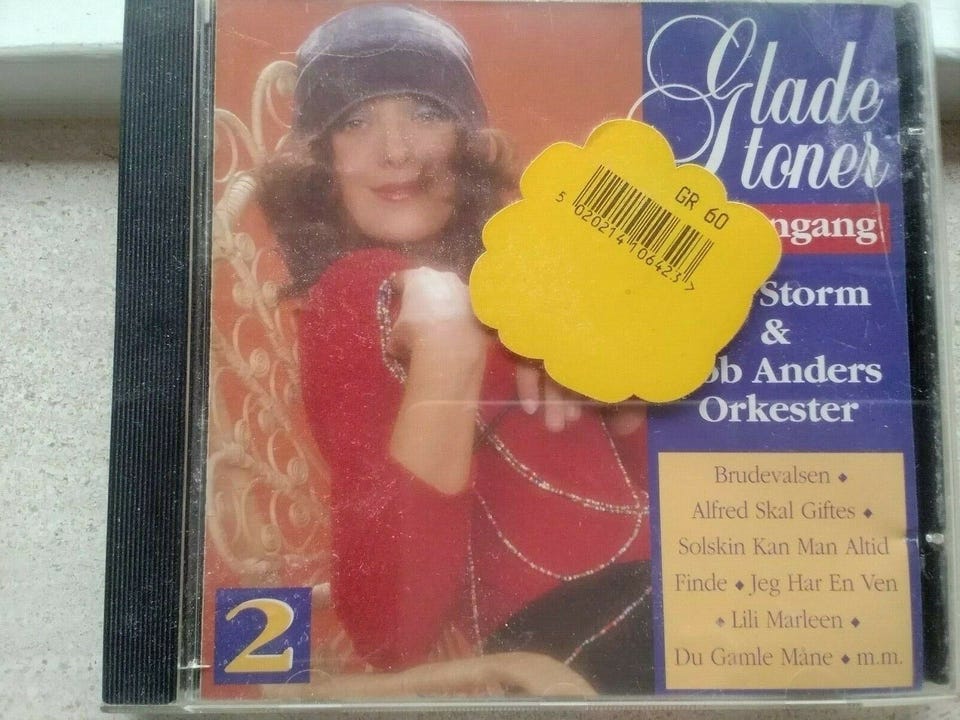 Glade
toner
GR 60
5 020214 106423 >
ngang
Storm
&
Anders
Orkester
Brudevalsen ◆
Alfred Skal Giftes ◆
Solskin Kan Man Altid
Finde ◆ Jeg Har En Ven
◆ Lili Marleen ◆
Du Gamle Måne ◆ m.m.
2